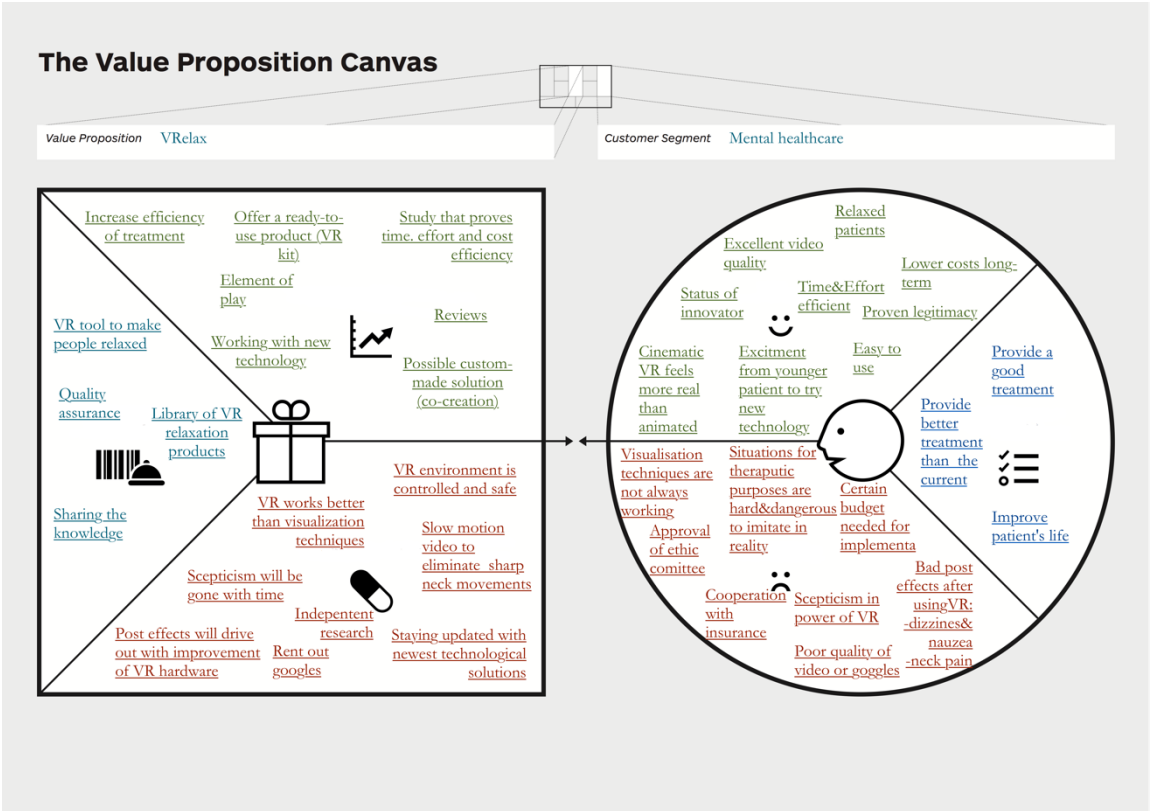 The Value Proposition Canvas
Value Proposition VRelax
Customer Segment Mental healthcare
Increase efficiency
of treatment
Offer a ready-to-
use product (VR
kit)
Study that proves
time. effort and cost
efficiency
Element of
play
Reviews
Working with new
technology
Possible custom-
made solution
(co-creation)
VR tool to make
people relaxed
Quality
assurance
Library of VR
relaxation
products
Sharing the
knowledge
VR environment is
controlled and safe
VR works better
than visualization
techniques
Slow motion
video to
eliminate sharp
neck movements
Scepticism will be
gone with time
Indepentent
research
Post effects will drive
out with improvement
of VR hardware
Rent out
googles
Staying updated with
newest technological
solutions
Relaxed
patients
Excellent video
quality
Lower costs long-
term
Status of
innovator
Time&Effort
efficient
Proven legitimacy
Cinematic
VR feels
more real
than
animated
Excitment
from younger
patient to try
new
technology
Easy to
use
Provide a
good
treatment
Provide
better
treatment
than the
current
Improve
patient's life
Visualisation
techniques are
not always
working
Situations for
theraputic
purposes are
hard&dangerous
to imitate in
reality
Certain
budget
needed for
implementa
Approval
of ethic
comittee
Cooperation
with
insurance
Scepticism in
power of VR
Poor quality of
video or goggles
Bad post
effects after
usingVR:
-dizzines&
nauzea
-neck pain